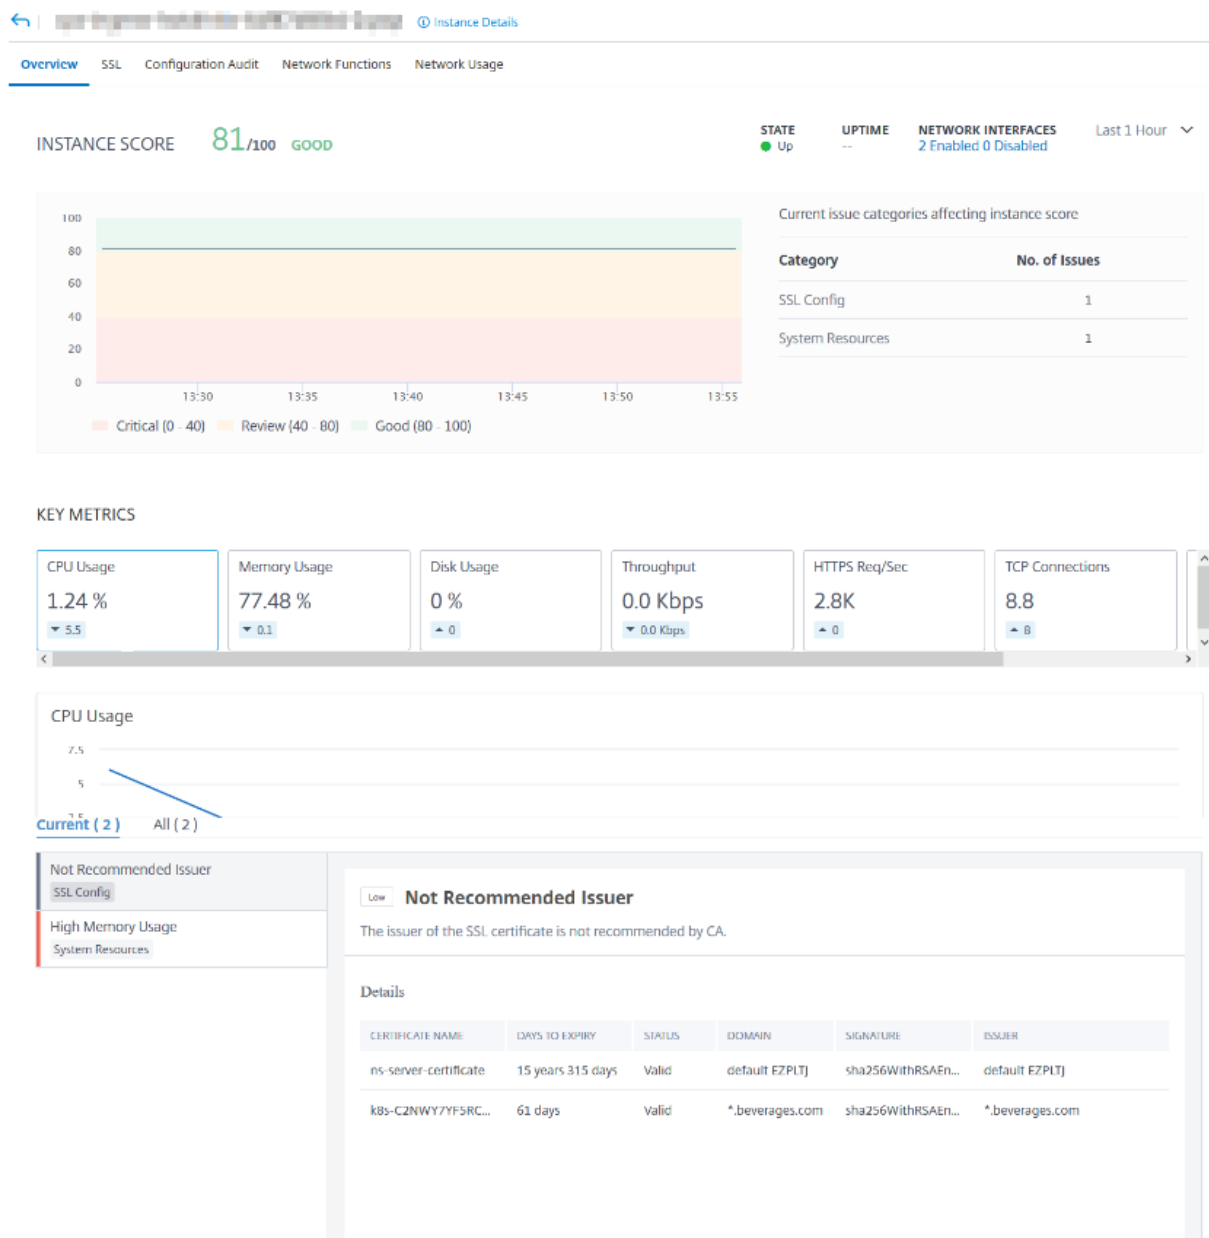 Instance Details
Overview SSL Configuration Audit Network Functions Network Usage
INSTANCE SCORE 81/100 GOOD
STATE UPTIME NETWORK INTERFACES Last 1 Hour
Up -- 2 Enabled 0 Disabled
Current issue categories affecting instance score
Category No. of Issues
SSL Config 1
System Resources 1
100
80
60
40
20
0
13:30 13:35 13:40 13:45 13:50 13:55
Critical (0 - 40) Review (40 - 80) Good (80 - 100)
KEY METRICS
CPU Usage Memory Usage Disk Usage Throughput HTTPS Req/Sec TCP Connections
1.24 % 77.48 % 0 % 0.0 Kbps 2.8K 8.8
5.5 0.1 0 0.0 Kbps 0 8
CPU Usage
7.5
5
Current ( 2 ) All ( 2 )
Not Recommended Issuer
SSL Config
High Memory Usage
System Resources
Low Not Recommended Issuer
The issuer of the SSL certificate is not recommended by CA.
Details
CERTIFICATE NAME DAYS TO EXPIRY STATUS DOMAIN SIGNATURE ISSUER
ns-server-certificate 15 years 315 days Valid default EZPLTJ sha256WithRSAEn... default EZPLTJ
k8s-C2NWY7YF5RC... 61 days Valid *.beverages.com sha256WithRSAEn... *.beverages.com